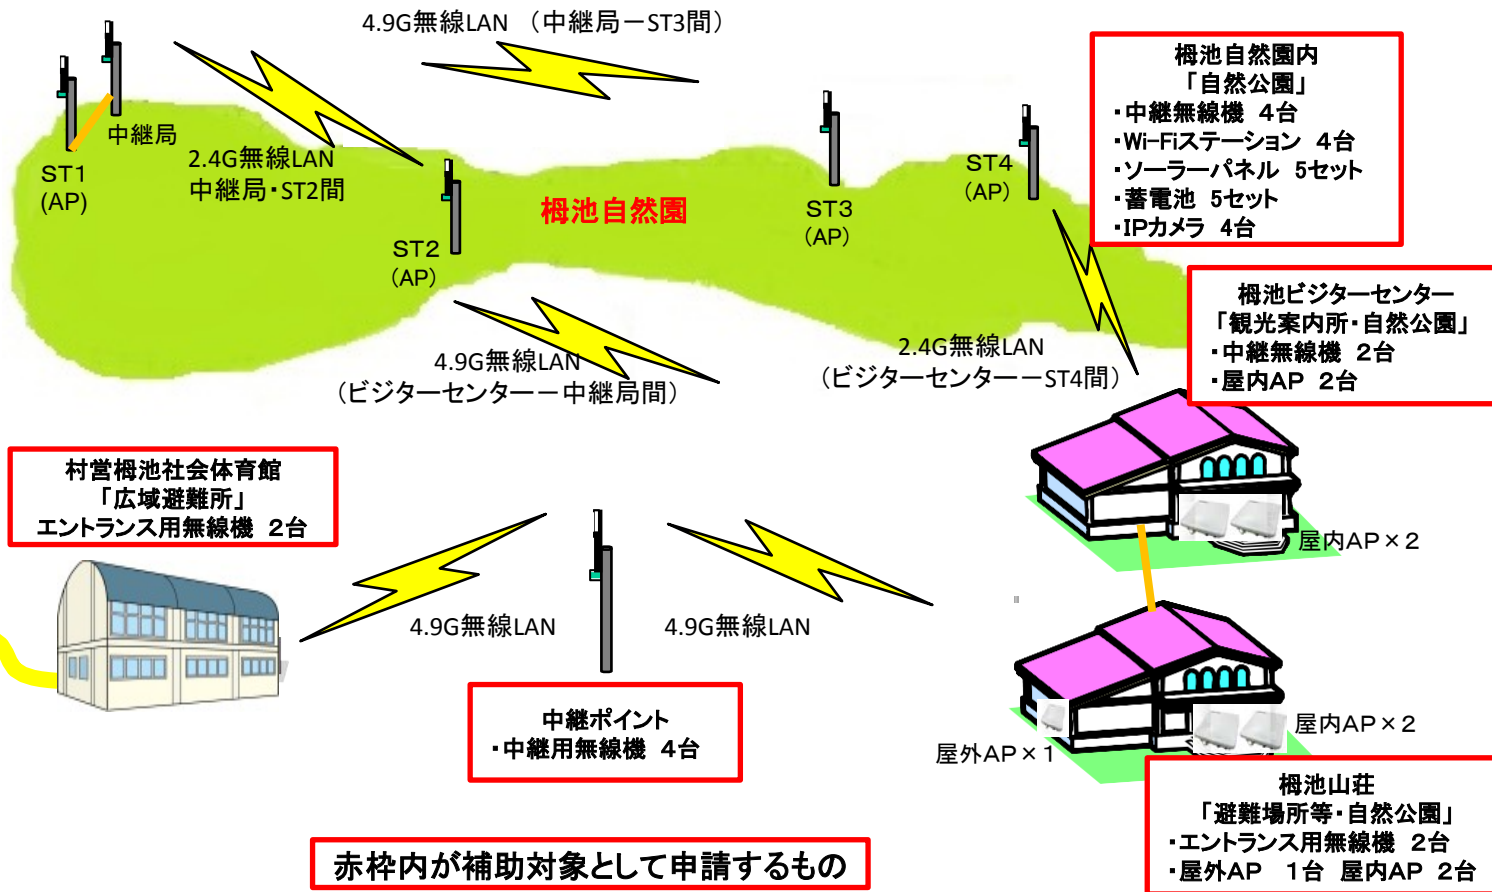 4.9G無線LAN （中継局－ST3間）
中継局
ST1
(AP)
2.4G無線LAN
中継局・ST2間
ST2
(AP)
栂池自然園
ST3
(AP)
ST4
(AP)
栂池自然園内
「自然公園」
・中継無線機 4台
・Wi-Fiステーション 4台
・ソーラーパネル 5セット
・蓄電池 5セット
・IPカメラ 4台
4.9G無線LAN
（ビジターセンター－中継局間）
2.4G無線LAN
（ビジターセンター－ST4間）
栂池ビジターセンター
「観光案内所・自然公園」
・中継無線機 2台
・屋内AP 2台
村営栂池社会体育館
「広域避難所」
エントランス用無線機 2台
屋内AP×2
4.9G無線LAN
4.9G無線LAN
中継ポイント
・中継用無線機 4台
屋内AP×2
屋外AP×1
栂池山荘
「避難場所等・自然公園」
・エントランス用無線機 2台
・屋外AP 1台 屋内AP 2台
赤枠内が補助対象として申請するもの